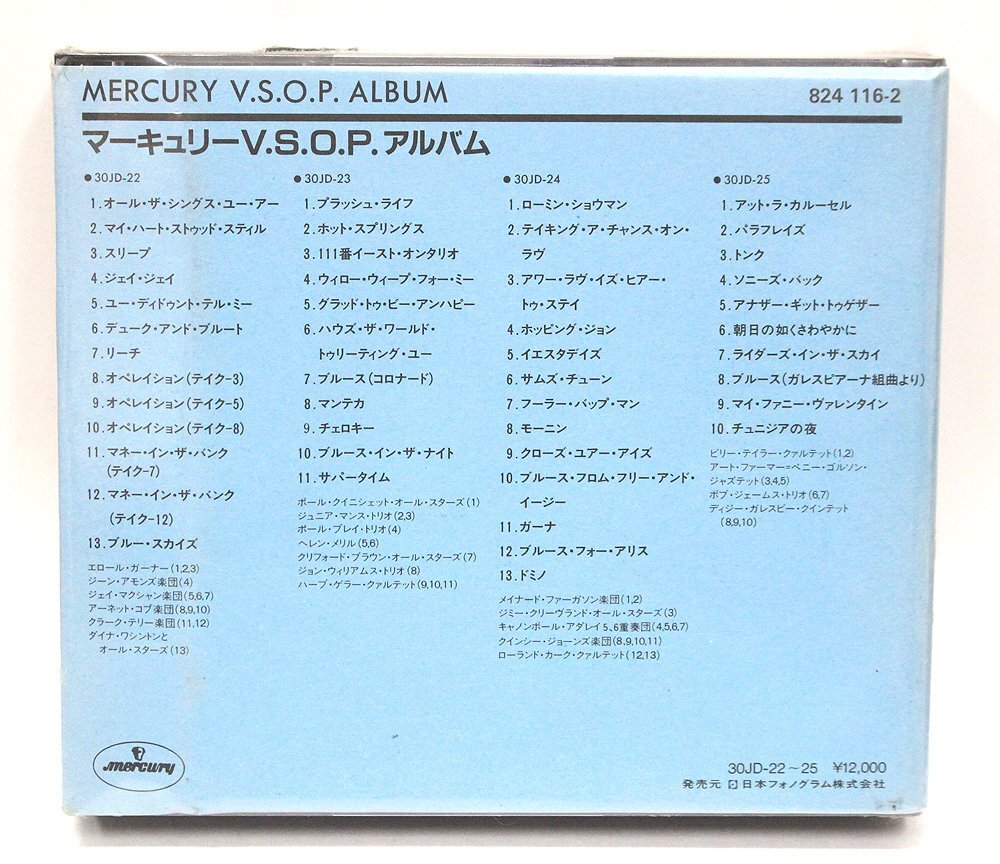 MERCURY V.S.O.P. ALBUM
824 116-2
マーキュリーV.S.O.P.アルバム
●30JD-22
1.オール・ザ・シングス・ユー・アー
2.マイ・ハート・ストゥッド・スティル
3.スリープ
4.ジェイ・ジェイ
5.ユー・ディドゥント・テル・ミー
6.デューク・アンド・ブルート
7.リーチ
8.オペレイション(テイク-3)
9.オペレイション(テイク-5)
10.オペレイション(テイク-8)
11.マネー・イン・ザ・バンク
(テイク-7)
12.マネー・イン・ザ・バンク
(テイク-12)
13.ブルー・スカイズ
エロール・ガーナー(1,2,3)
ジーン・アモンズ楽団(4)
ジェイ・マクシャン楽団(5,6,7)
アーネット・コブ楽団(8,9,10)
クラーク・テリー楽団(11,12)
ダイナ・ワシントンと
オール・スターズ(13)
●30JD-23
1.プラッシュ・ライフ
2.ホット・スプリングス
3.111番イースト・オンタリオ
4.ウィロー・ウィープ・フォー・ミー
5.グラッド・トゥ・ビー・アンハピー
6.ハウズ・ザ・ワールド・
トゥリーティング・ユー
7.ブルース(コロナード)
8.マンテカ
9.チェロキー
10.ブルース・イン・ザ・ナイト
11.サパータイム
ポール・クイニシェット・オール・スターズ(1)
ジュニア・マンス・トリオ(2,3)
ポール・ブレイ・トリオ(4)
ヘレン・メリル(5,6)
クリフォード・ブラウン・オール・スターズ(7)
ジョン・ウィリアムス・トリオ(8)
ハーブ・ゲラー・クァルテット(9,10,11)
●30JD-24
1.ローミン・ショウマン
2.テイキング・ア・チャンス・オン・
ラヴ
3.アワー・ラヴ・イズ・ヒアー・
トゥ・ステイ
4.ホッピング・ジョン
5.イエスタデイズ
6.サムズ・チューン
7.フーラー・バップ・マン
8.モーニン
9.クローズ・ユアー・アイズ
10.ブルース・フロム・フリー・アンド・
イージー
11.ガーナ
12.ブルース・フォー・アリス
13.ドミノ
メイナード・ファーガソン楽団(1,2)
ジミー・クリーヴランド・オール・スターズ(3)
キャノンボール・アダレイ5、6重奏団(4,5,6,7)
クインシー・ジョーンズ楽団(8,9,10,11)
ローランド・カーク・クァルテット(12,13)
●30JD-25
1.アット・ラ・カルーセル
2.パラフレイズ
3.トンク
4.ソニーズ・バック
5.アナザー・ギット・トゥゲザー
6.朝日の如くさわやかに
7.ライダーズ・イン・ザ・スカイ
8.ブルース(ガレスピアーナ組曲より)
9.マイ・ファニー・ヴァレンタイン
10.チュニジアの夜
ビリー・テイラー・クァルテット(1,2)
アート・ファーマー=ベニー・ゴルソン・
ジャズテット(3,4,5)
ボブ・ジェームス・トリオ(6,7)
ディジー・ガレスピー・クインテット
(8,9,10)
mercury
30JD-22～25 ¥12,000
発売元 日本フォノグラム株式会社